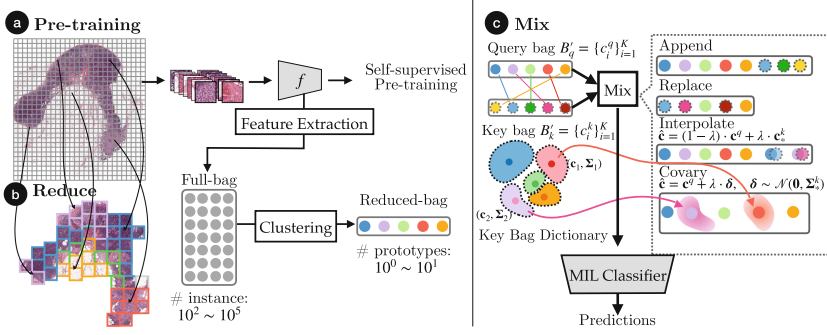 a Pre-training
f
Self-supervised
Pre-training
Feature Extraction
b Reduce
Full-bag
Clustering
Reduced-bag
# prototypes:
10⁰ ~ 10¹
# instance:
10² ~ 10⁵
c Mix
Query bag B′_q = {c_i^q}_{i=1}^K
Mix
Key bag B′_k = {c_i^k}_{i=1}^K
(c₁, Σ₁)
(c₂, Σ₂)
Key Bag Dictionary
Append
Replace
Interpolate
ĉ = (1 − λ) · c^q + λ · c_*^k
Covary
ĉ = c^q + λ · δ, δ ~ 𝒩(0, Σ_*^k)
MIL Classifier
Predictions